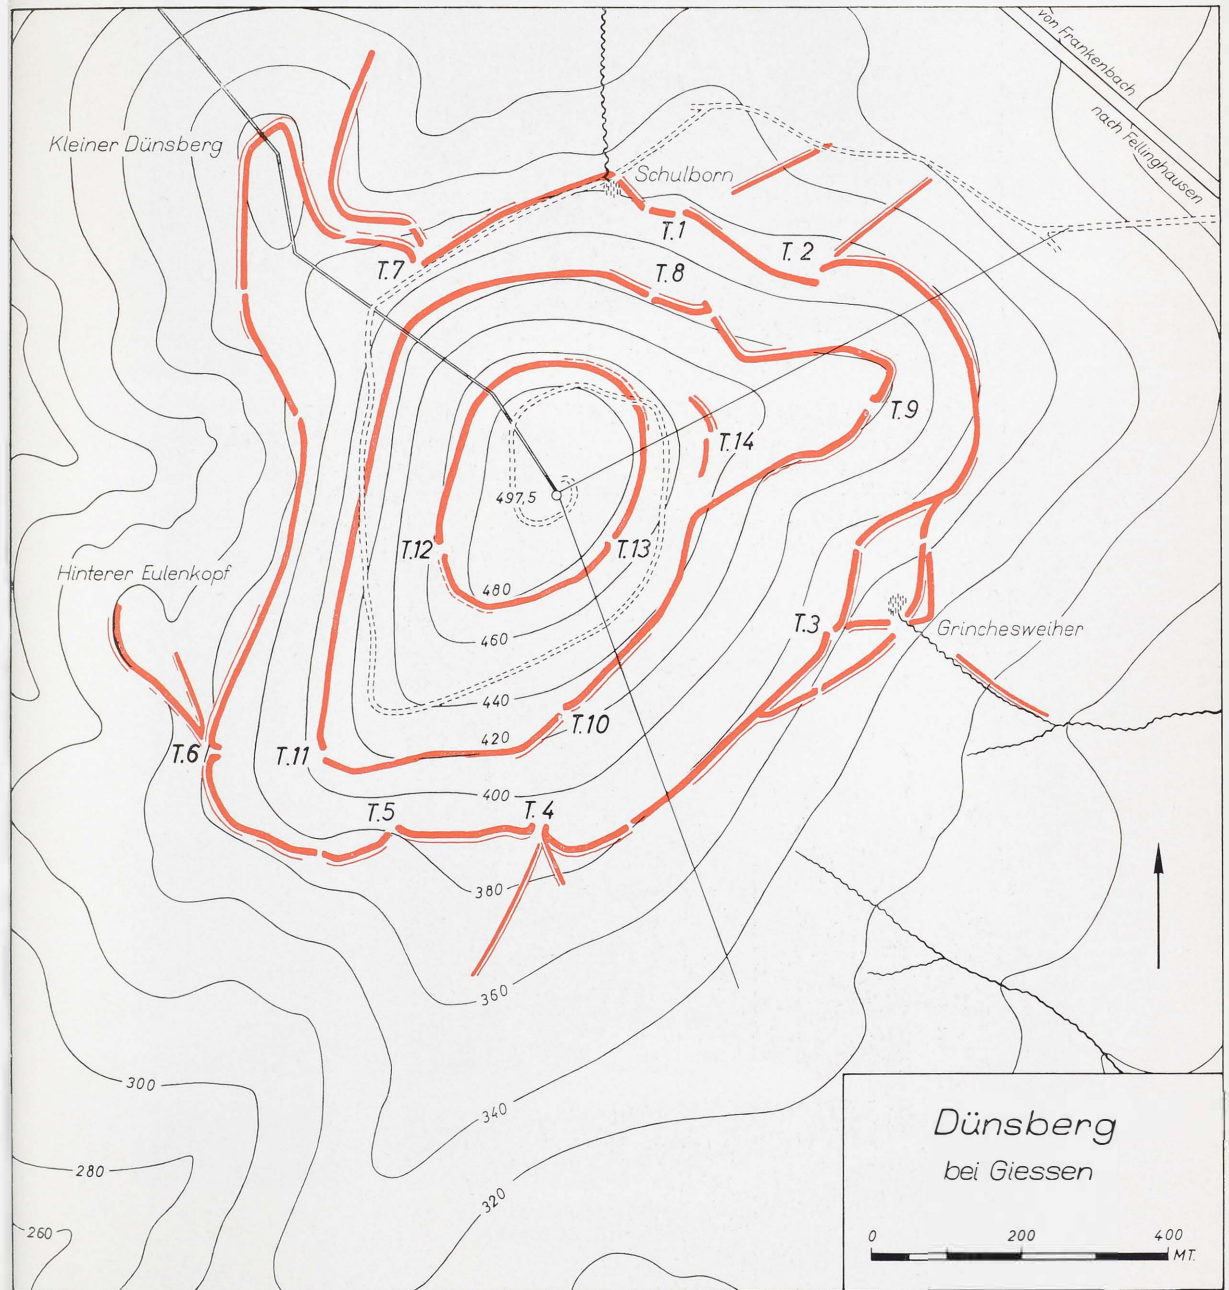 von Frankenbach
nach Fellinghausen
Kleiner Dünsberg
Schulborn
T.1
T. 2
T.7
T.8
T.9
T.14
497,5
T.12
T.13
Hinterer Eulenkopf
480
T.3
Grinchesweiher
460
440
T.10
420
T.6
T.11
400
T.5
T. 4
380
360
300
340
280
320
260
Dünsberg
bei Giessen
0 200 400
MT.